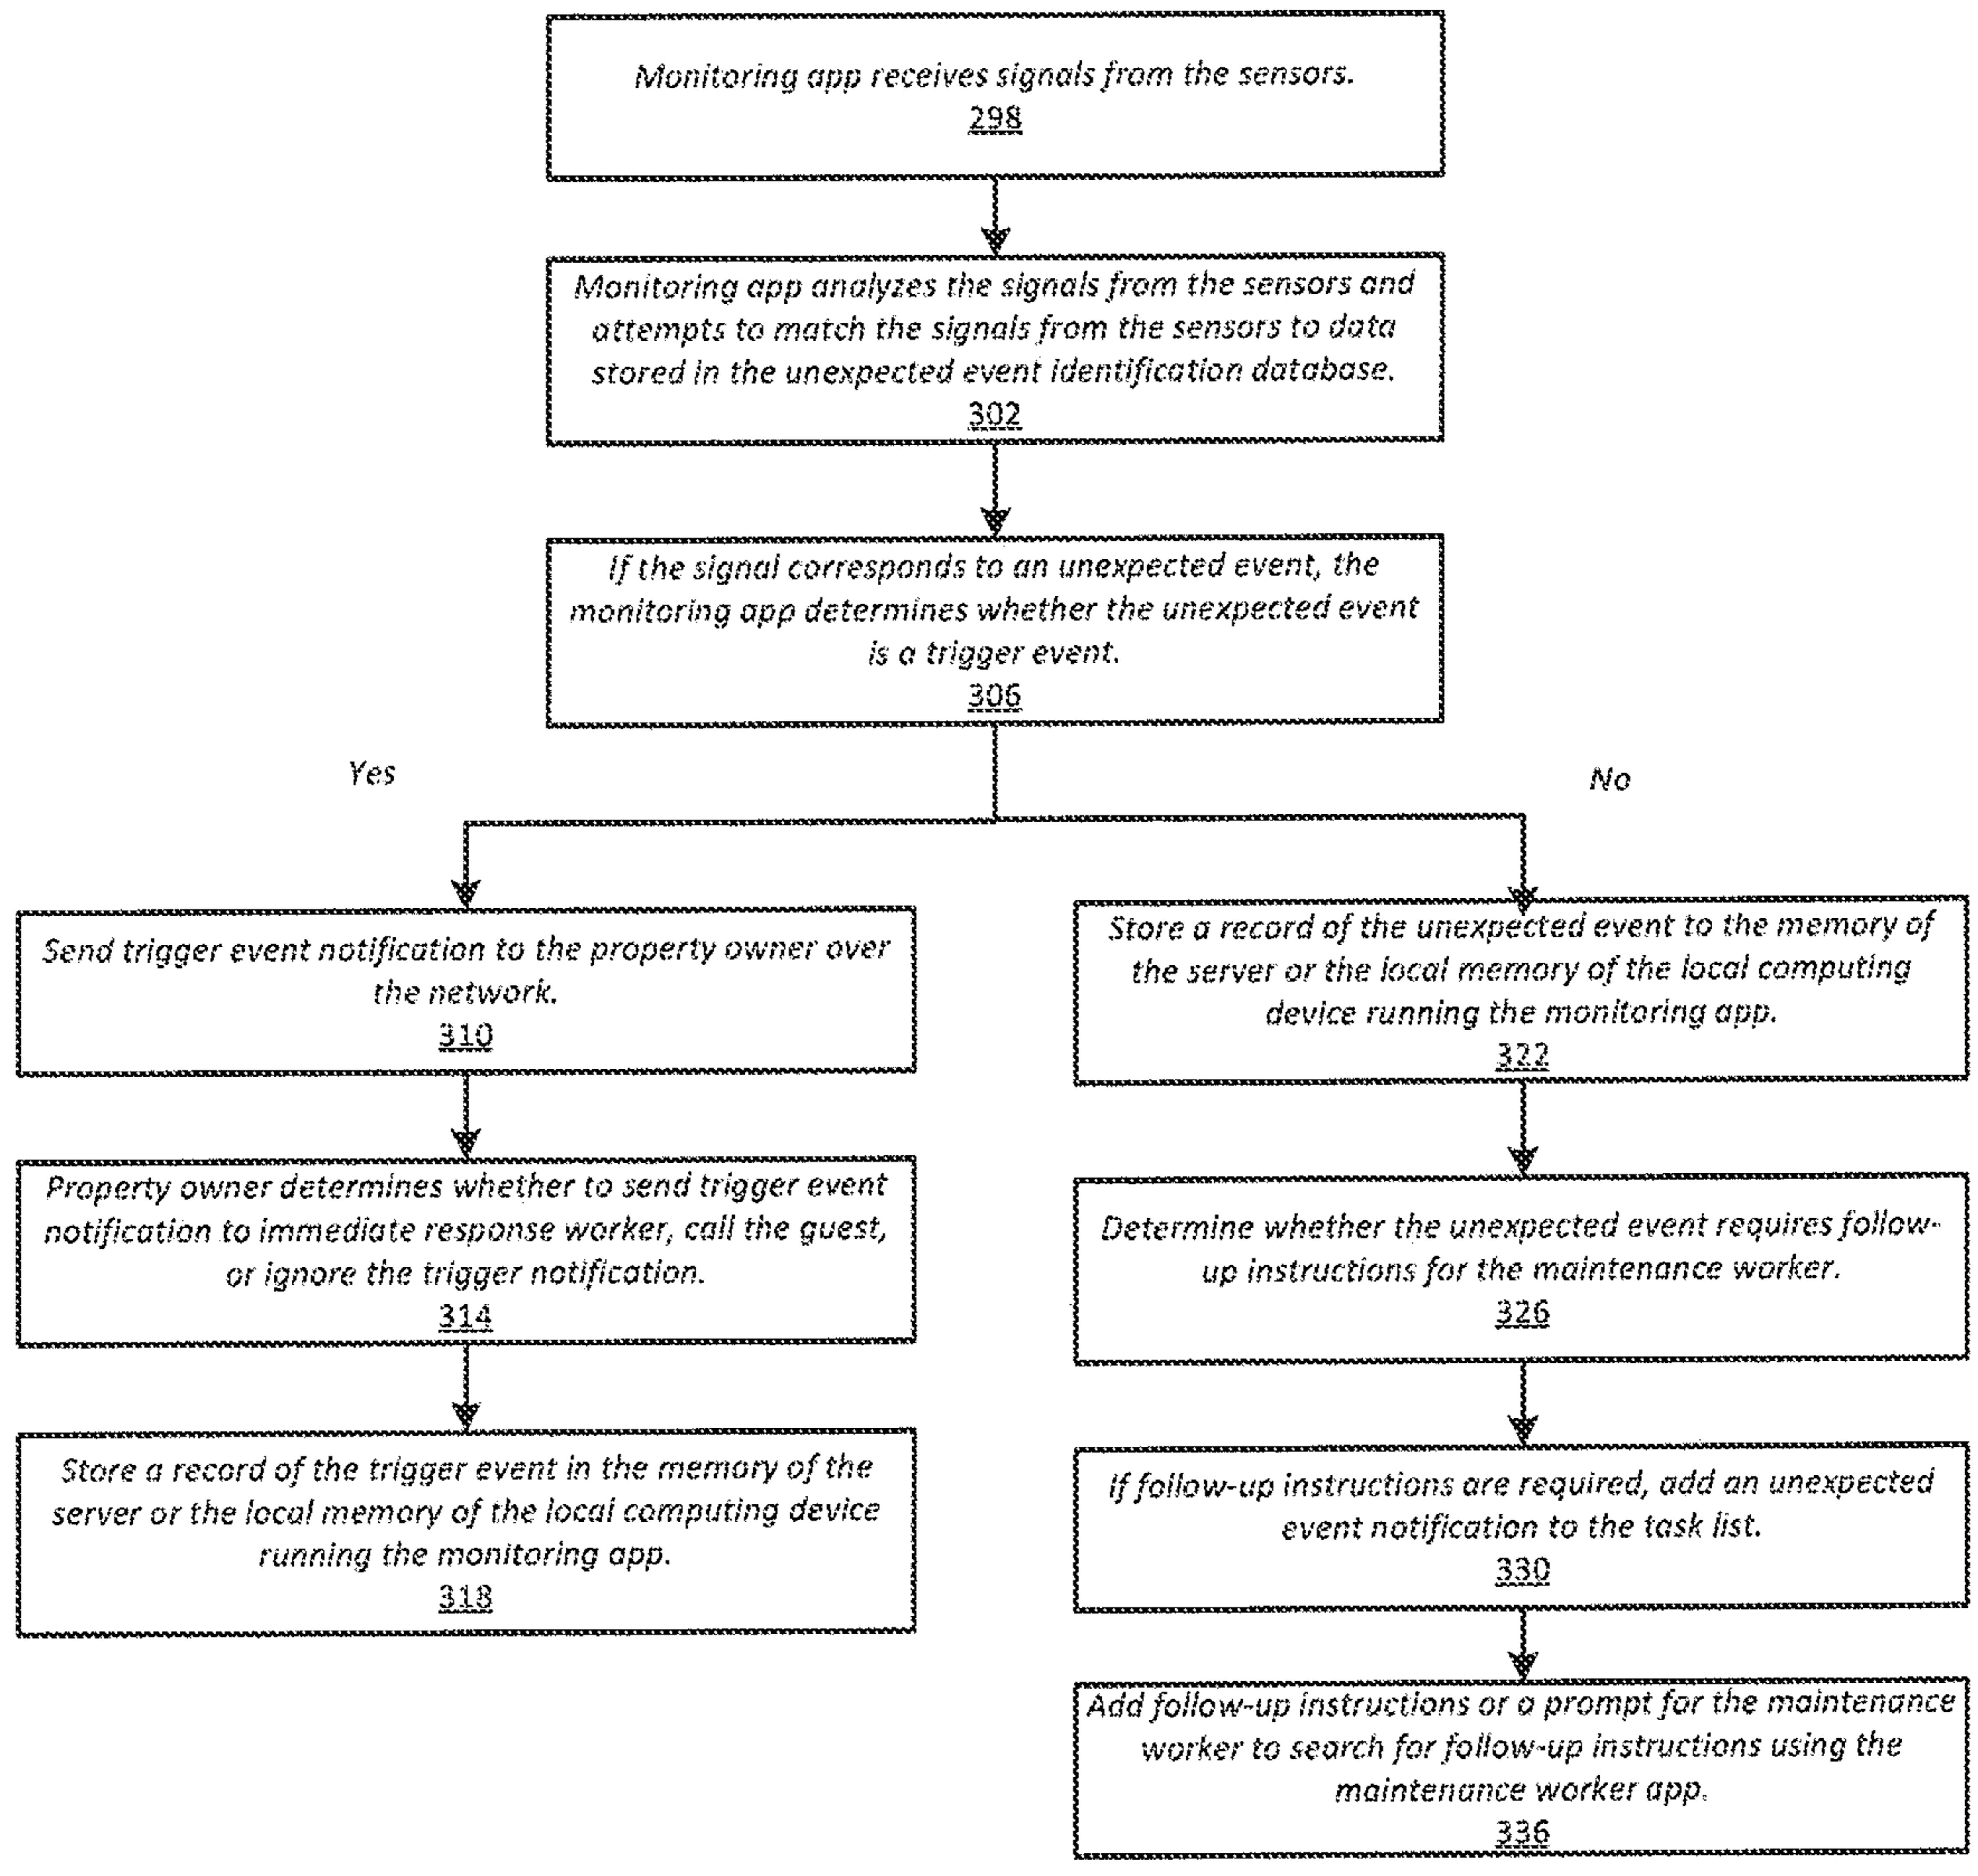 Monitoring app receives signals from the sensors.
298
Monitoring app analyzes the signals from the sensors and
attempts to match the signals from the sensors to data
stored in the unexpected event identification database.
302
If the signal corresponds to an unexpected event, the
monitoring app determines whether the unexpected event
is a trigger event.
306
Yes
No
Send trigger event notification to the property owner over
the network.
310
Property owner determines whether to send trigger event
notification to immediate response worker, call the guest,
or ignore the trigger notification.
314
Store a record of the trigger event in the memory of the
server or the local memory of the local computing device
running the monitoring app.
318
Store a record of the unexpected event to the memory of
the server or the local memory of the local computing
device running the monitoring app.
322
Determine whether the unexpected event requires follow-
up instructions for the maintenance worker.
326
If follow-up instructions are required, add an unexpected
event notification to the task list.
330
Add follow-up instructions or a prompt for the maintenance
worker to search for follow-up instructions using the
maintenance worker app.
336